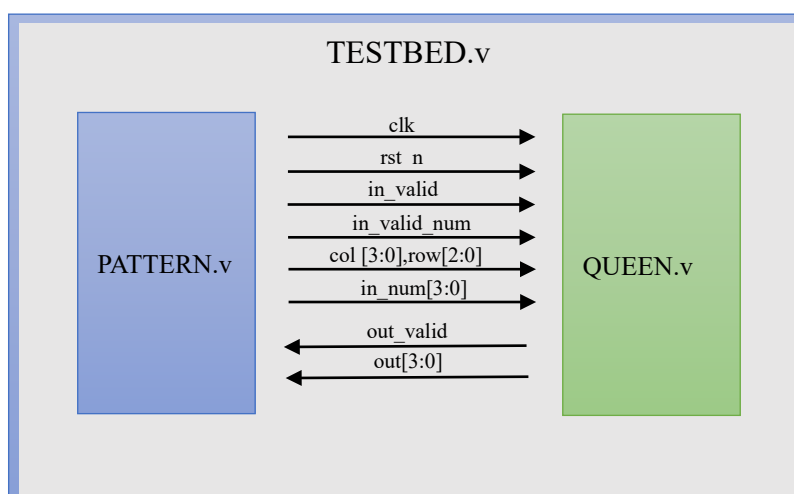 TESTBED.v
PATTERN.v
clk
rst n
in_valid
in_valid_num
col [3:0],row[2:0]
in_num[3:0]
out_valid
out[3:0]
QUEEN.v